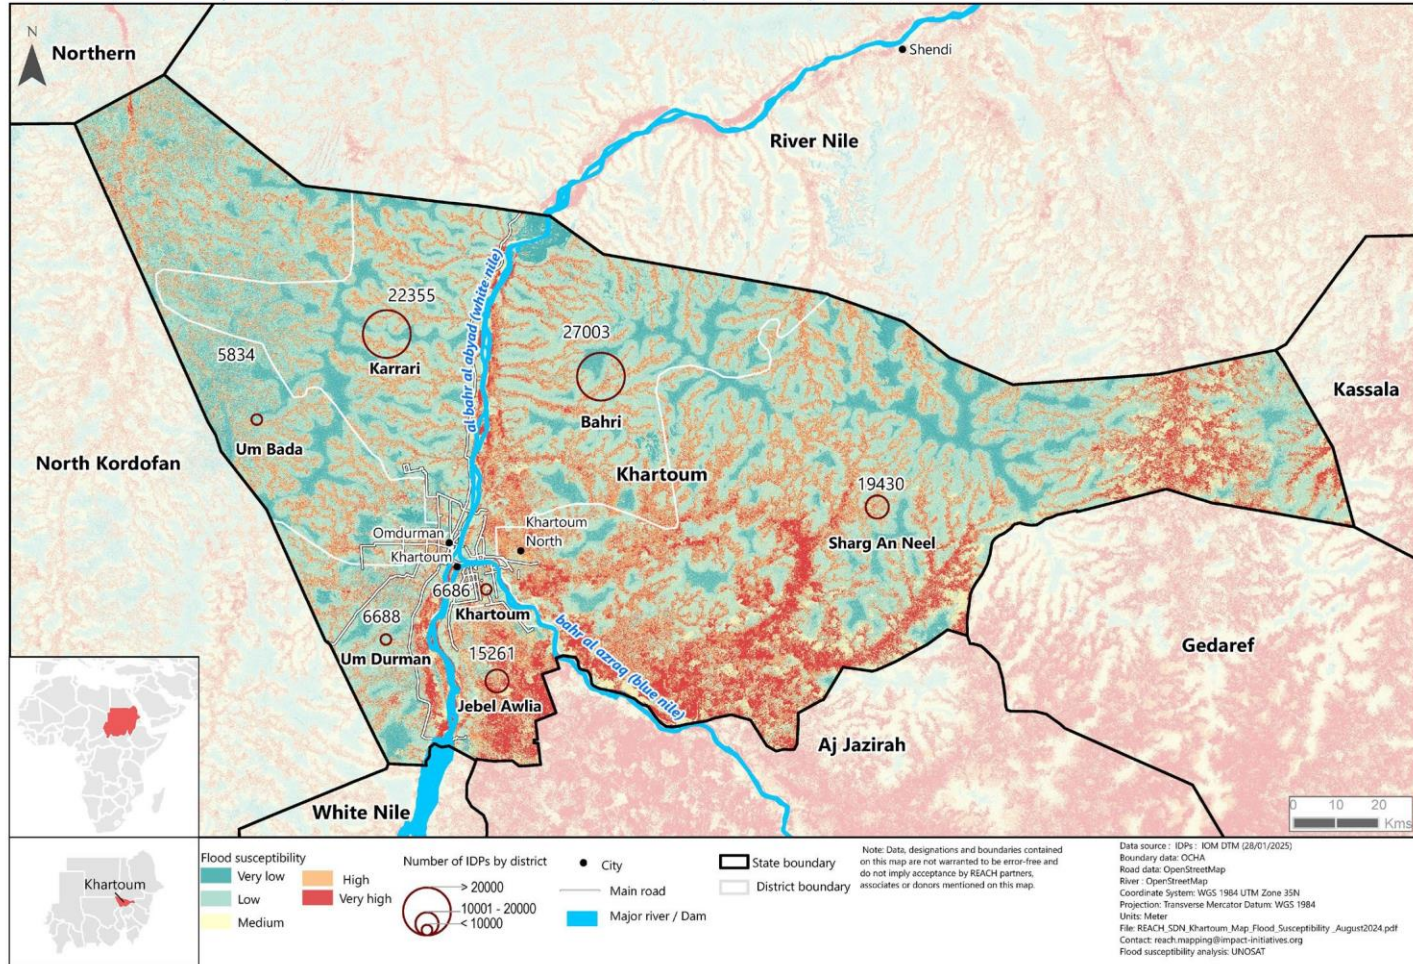 N
Northern
Shendi
River Nile
Kassala
22355
Karrari
al bahr al abyad (white nile)
27003
Bahri
5834
Um Bada
North Kordofan
Khartoum
19430
Sharg An Neel
Omdurman
Khartoum
North
Khartoum
6686
Khartoum
6688
Um Durman
15261
Jebel Awlia
bahr al azraq (blue nile)
Gedaref
Aj Jazirah
White Nile
0 10 20
Kms
Khartoum
Flood susceptibility
Very low
Low
Medium
High
Very high
Number of IDPs by district
> 20000
10001 - 20000
< 10000
City
Main road
Major river / Dam
State boundary
District boundary
Note: Data, designations and boundaries contained
on this map are not warranted to be error-free and
do not imply acceptance by REACH partners,
associates or donors mentioned on this map.
Data source : IDPs : IOM DTM (28/01/2025)
Boundary data: OCHA
Road data: OpenStreetMap
River : OpenStreetMap
Coordinate System: WGS 1984 UTM Zone 35N
Projection: Transverse Mercator Datum: WGS 1984
Units: Meter
File: REACH_SDN_Khartoum_Map_Flood_Susceptibility _August2024.pdf
Contact: reach.mapping@impact-initiatives.org
Flood susceptibility analysis: UNOSAT